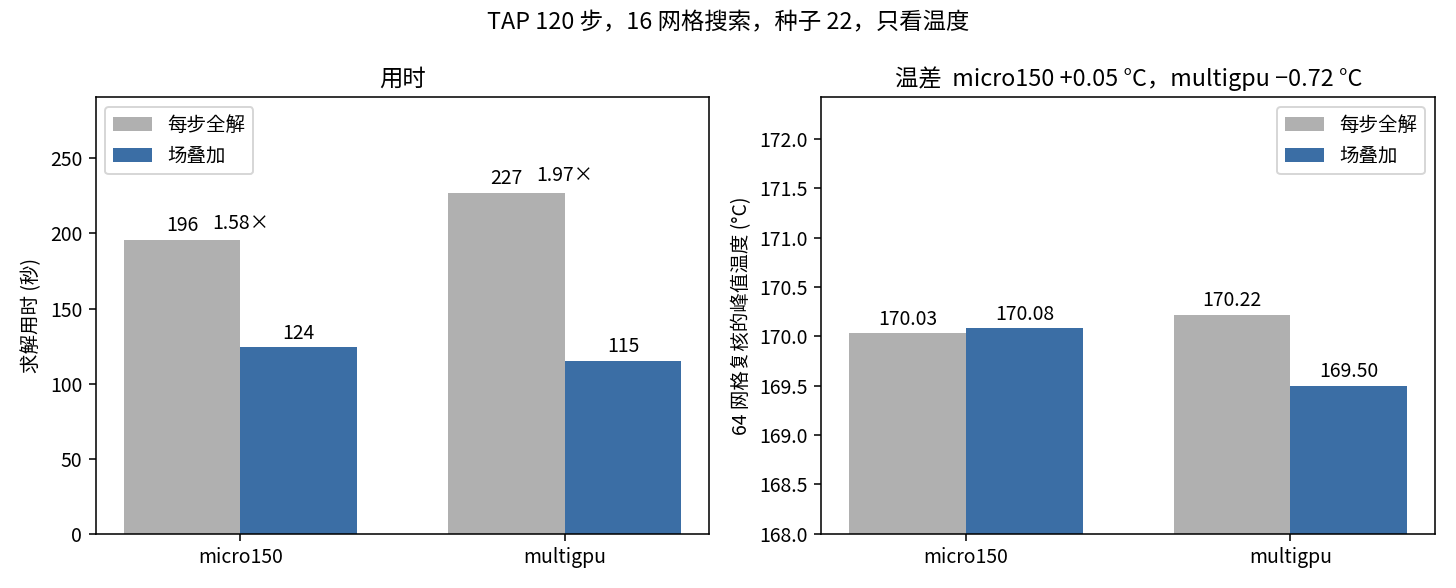 TAP 120 步，16 网格搜索，种子 22，只看温度
用时
每步全解
场叠加
求解用时 (秒)
250
200
150
100
50
0
196
1.58×
124
227
1.97×
115
micro150
multigpu
温差 micro150 +0.05 °C，multigpu −0.72 °C
每步全解
场叠加
64 网格复核的峰值温度 (°C)
172.0
171.5
171.0
170.5
170.0
169.5
169.0
168.5
168.0
170.03
170.08
170.22
169.50
micro150
multigpu